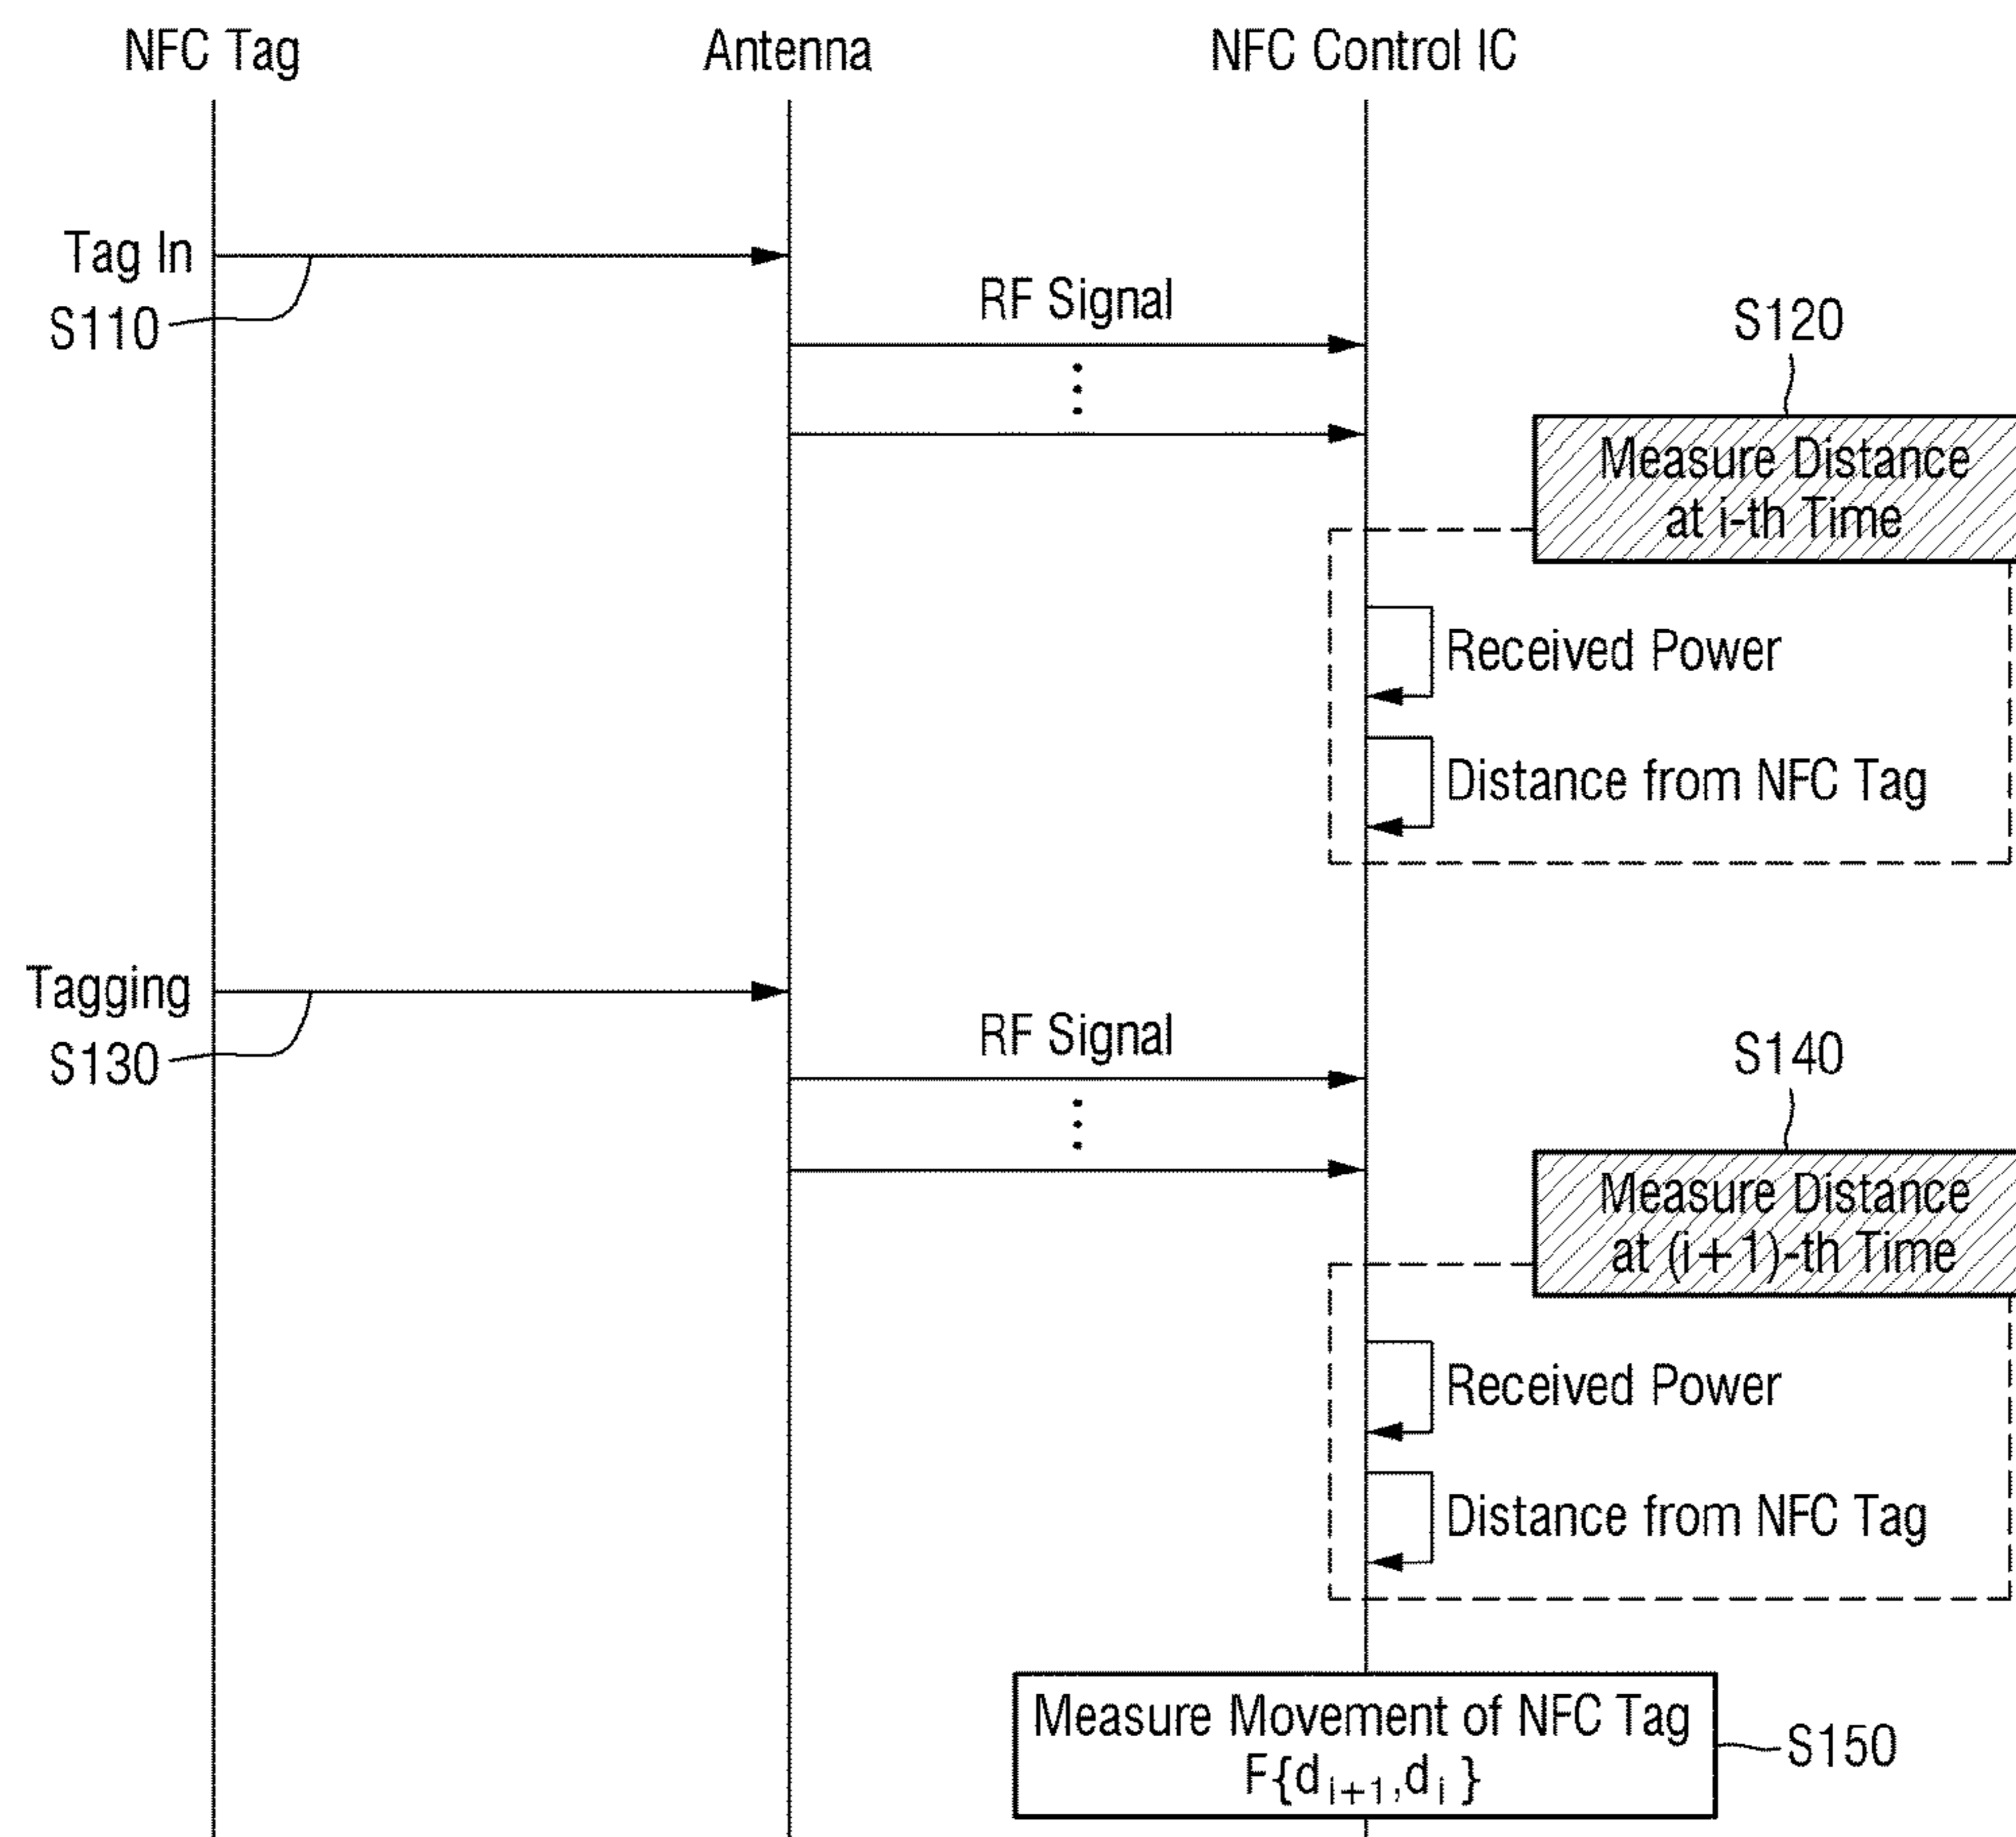 NFC Tag
Antenna
NFC Control IC
Tag In
S110
RF Signal
S120
Measure Distance
at i-th Time
Received Power
Distance from NFC Tag
Tagging
S130
RF Signal
S140
Measure Distance
at (i+1)-th Time
Received Power
Distance from NFC Tag
Measure Movement of NFC Tag
F{d i+1,d i }
S150